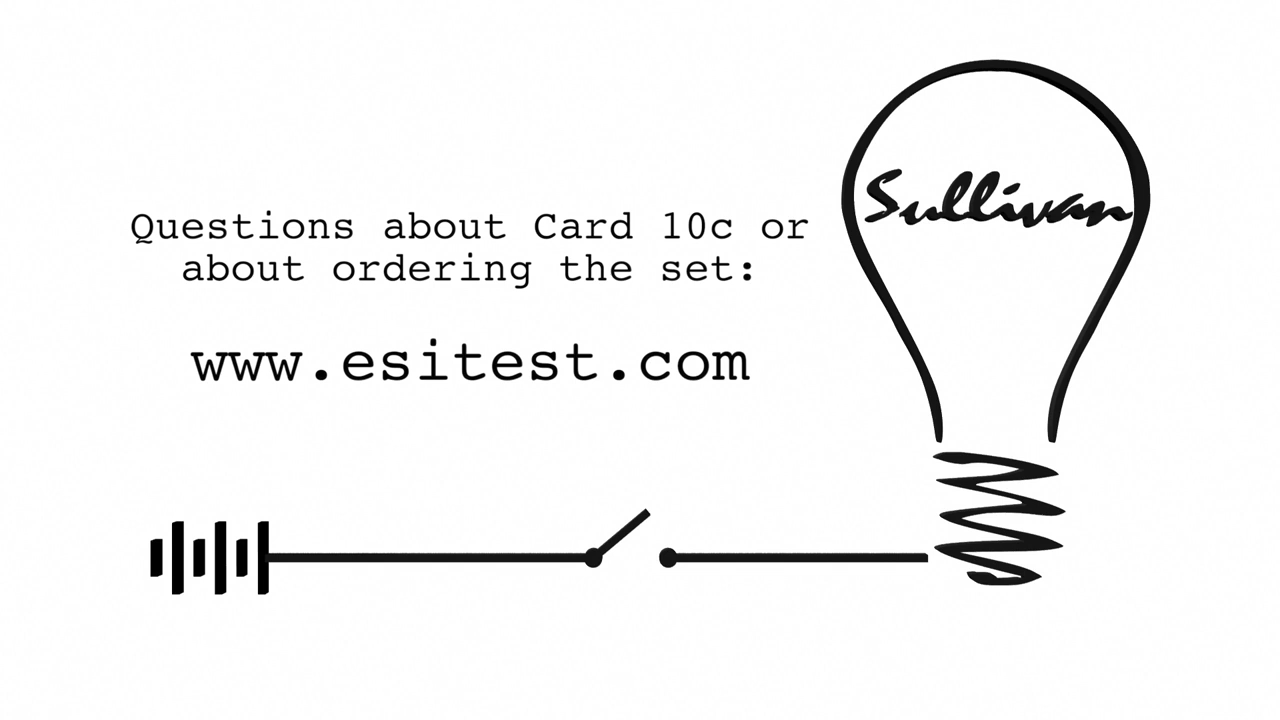 Questions about Card 10c or
about ordering the set:
www.esitest.com
Sullivan